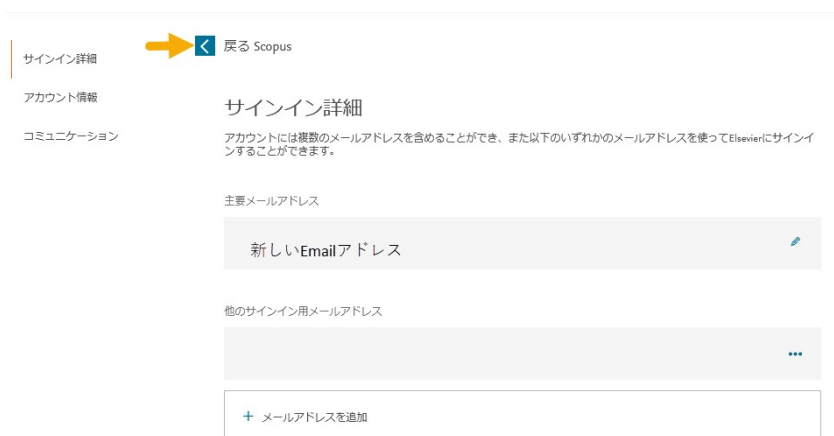 戻る Scopus
サインイン詳細
アカウント情報
コミュニケーション
サインイン詳細
アカウントには複数のメールアドレスを含めることができ、また以下のいずれかのメールアドレスを使ってElsevierにサインイ
ンすることができます。
主要メールアドレス
新しいEmailアドレス
他のサインイン用メールアドレス
+ メールアドレスを追加